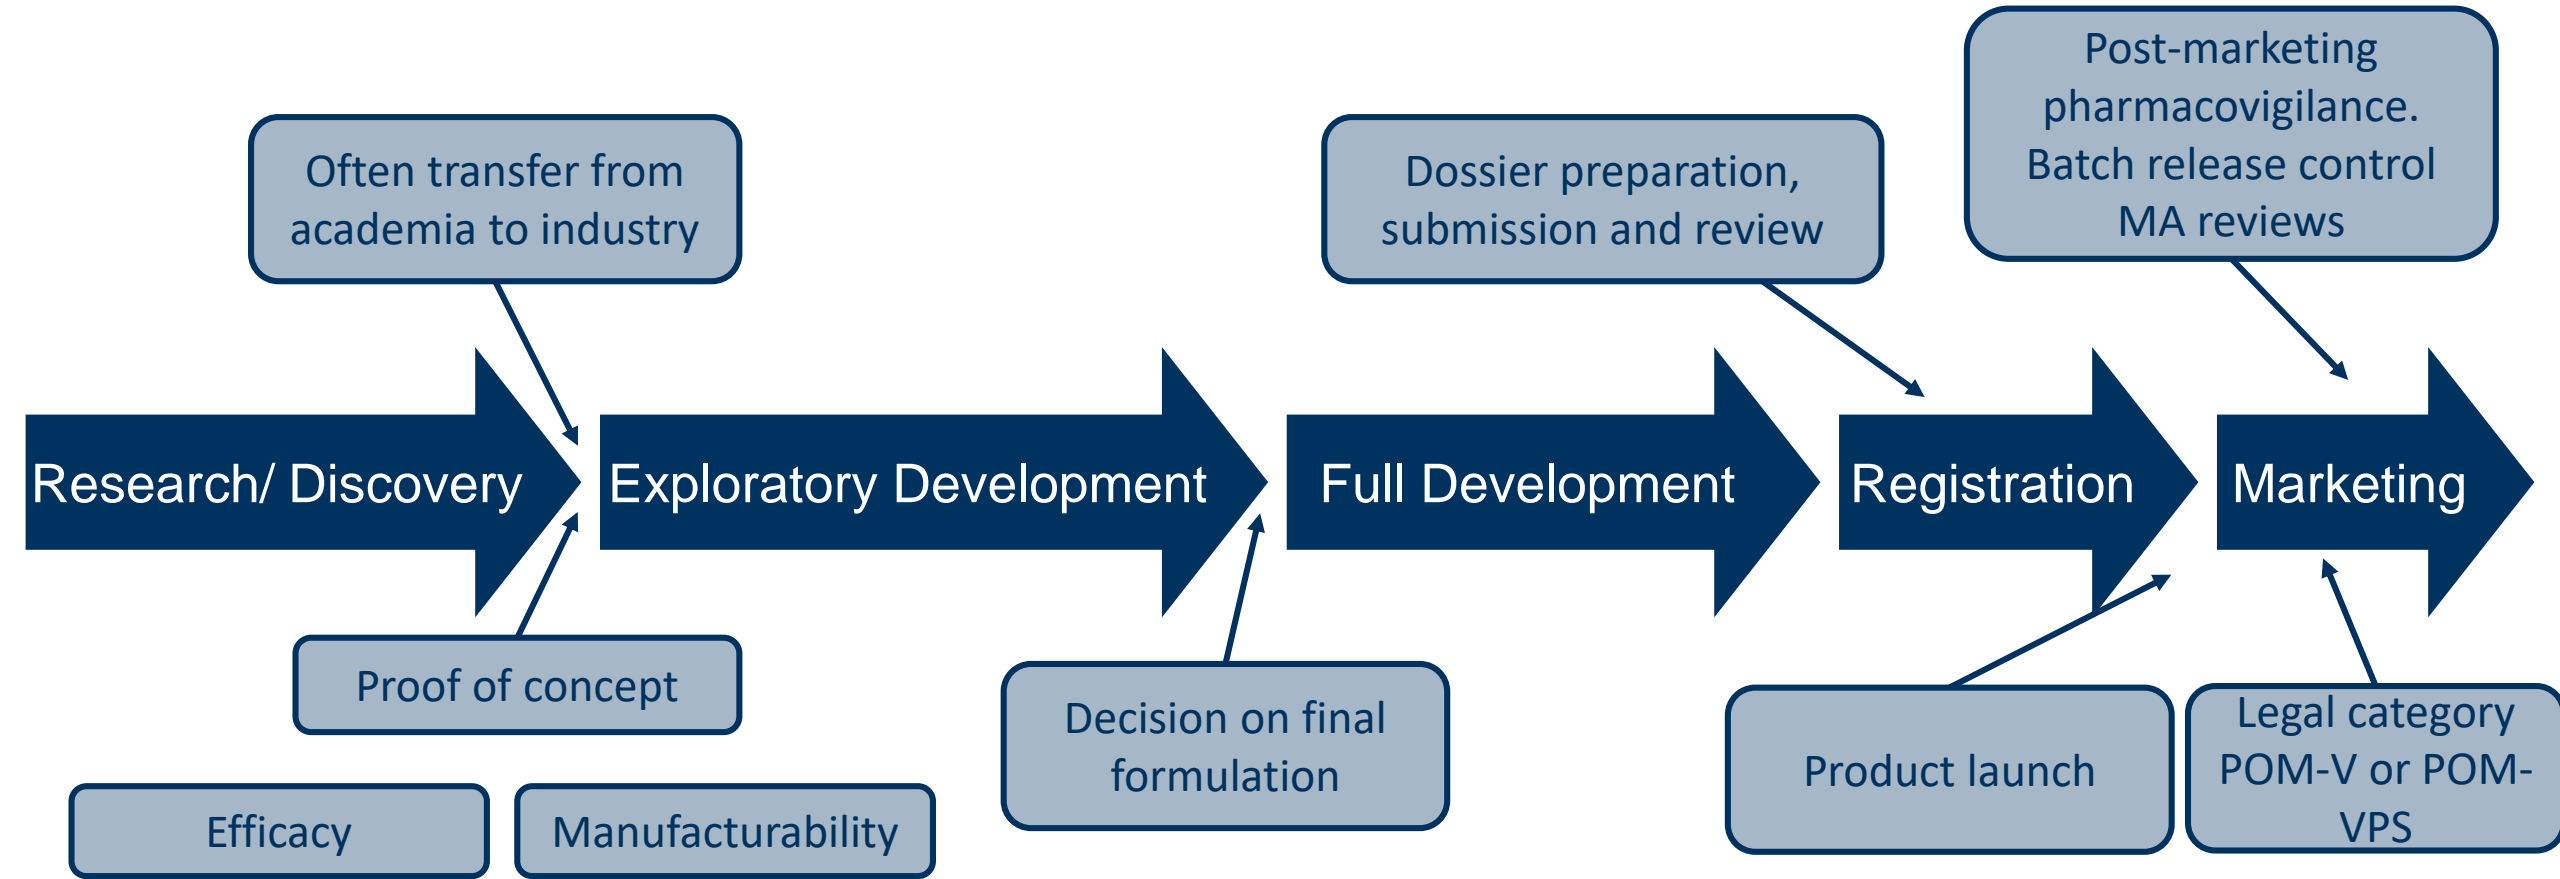 Post-marketing
pharmacovigilance.
Batch release control
MA reviews
Often transfer from
academia to industry
Dossier preparation,
submission and review
Research/ Discovery
Exploratory Development
Full Development
Registration
Marketing
Proof of concept
Decision on final
formulation
Product launch
Legal category
POM-V or POM-
VPS
Efficacy
Manufacturability